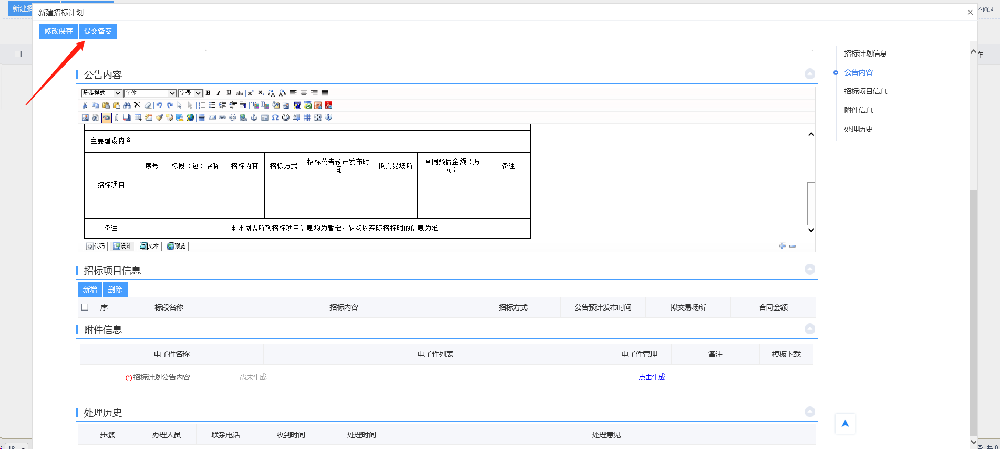 新建招
不通过
新建招标计划
修改保存 提交备案
作
招标计划信息
公告内容
招标项目信息
附件信息
处理历史
公告内容
段落样式 字体 字号
主要建设内容
招标项目
序号 标段（包）名称 招标内容 招标方式 招标公告预计发布时间 拟交易场所 合同预估金额（万元） 备注
备注 本计划表所列招标项目信息均为暂定，最终以实际招标时的信息为准
代码 设计 文本 预览
招标项目信息
新增 删除
序 标段名称 招标内容 招标方式 公告预计发布时间 拟交易场所 合同金额
附件信息
电子件名称 电子件列表 电子件管理 备注 模板下载
(*)招标计划公告内容 尚未生成 点击生成
处理历史
步骤 办理人员 联系电话 收到时间 处理时间 处理意见
18
条 共 0